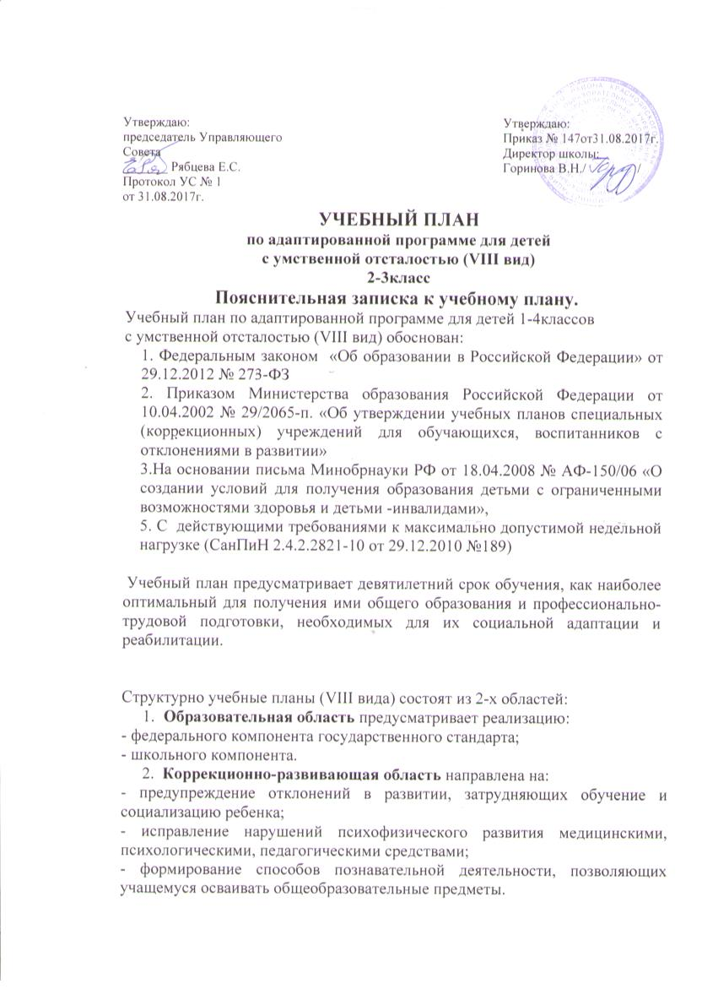 Утверждаю:
председатель Управляющего
Совета
Рябцева Е.С.
Протокол УС № 1
от 31.08.2017г.
Утверждаю:
Приказ № 147от31.08.2017г.
Директор школы:
Горинова В.Н./ /
УЧЕБНЫЙ ПЛАН
по адаптированной программе для детей
с умственной отсталостью (VIII вид)
2-3класс
Пояснительная записка к учебному плану.
Учебный план по адаптированной программе для детей 1-4классов
с умственной отсталостью (VIII вид) обоснован:
1. Федеральным законом «Об образовании в Российской Федерации» от
29.12.2012 № 273-ФЗ
2. Приказом Министерства образования Российской Федерации от
10.04.2002 № 29/2065-п. «Об утверждении учебных планов специальных
(коррекционных) учреждений для обучающихся, воспитанников с
отклонениями в развитии»
3.На основании письма Минобрнауки РФ от 18.04.2008 № АФ-150/06 «О
создании условий для получения образования детьми с ограниченными
возможностями здоровья и детьми -инвалидами»,
5. С действующими требованиями к максимально допустимой недельной
нагрузке (СанПиН 2.4.2.2821-10 от 29.12.2010 №189)
Учебный план предусматривает девятилетний срок обучения, как наиболее
оптимальный для получения ими общего образования и профессионально-
трудовой подготовки, необходимых для их социальной адаптации и
реабилитации.
Структурно учебные планы (VIII вида) состоят из 2-х областей:
1. Образовательная область предусматривает реализацию:
- федерального компонента государственного стандарта;
- школьного компонента.
2. Коррекционно-развивающая область направлена на:
- предупреждение отклонений в развитии, затрудняющих обучение и
социализацию ребенка;
- исправление нарушений психофизического развития медицинскими,
психологическими, педагогическими средствами;
- формирование способов познавательной деятельности, позволяющих
учащемуся осваивать общеобразовательные предметы.